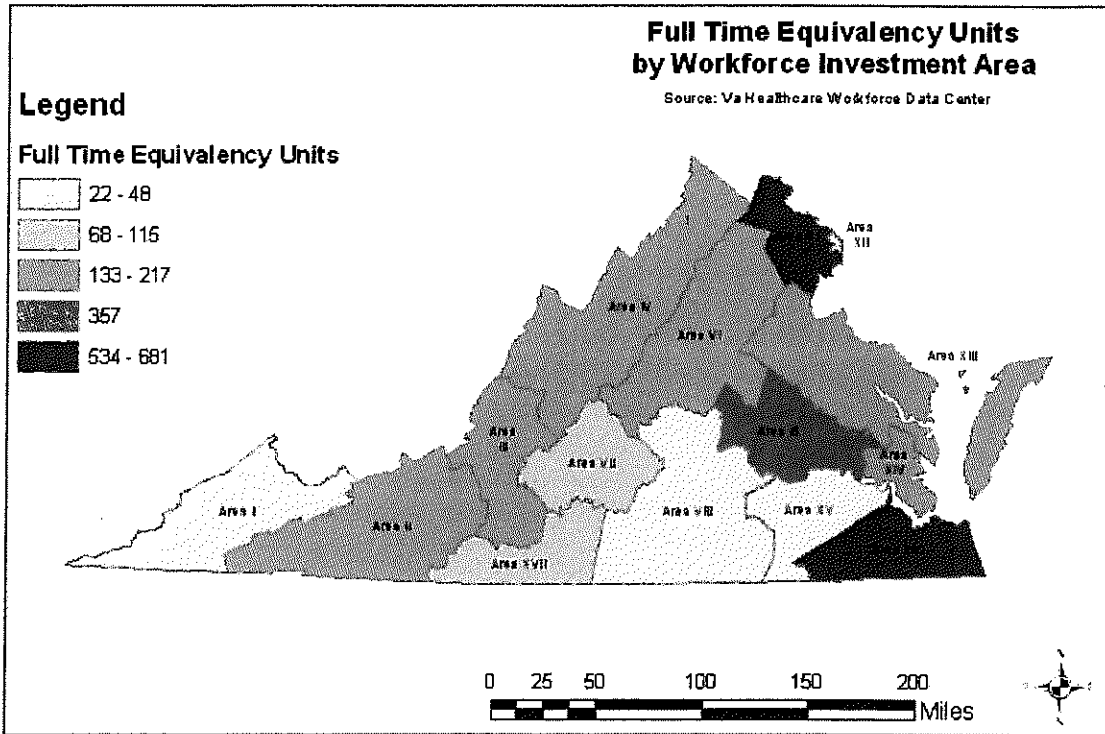 Full Time Equivalency Units
by Workforce Investment Area
Source: Va Healthcare Workforce Data Center
Legend
Full Time Equivalency Units
22 - 48
68 - 115
133 - 217
357
534 - 681
Area
XII
Area IV
Area VI
Area XIII
Area
III
Area
Area VII
Area
XIV
Area I
Area II
Area VIII
Area XV
Area XVII
0 25 50 100 150 200
Miles